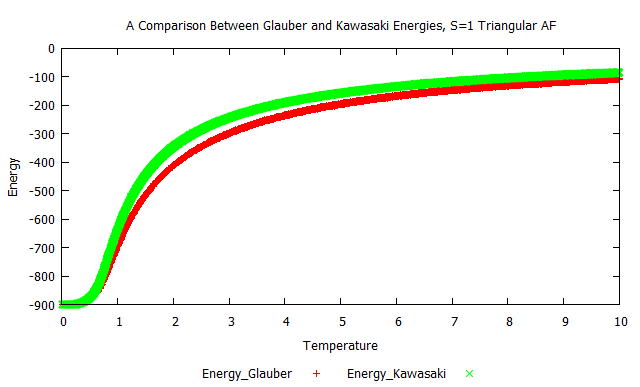 A Comparison Between Glauber and Kawasaki Energies, S=1 Triangular AF
0
-100
-200
-300
-400
-500
-600
-700
-800
-900
Energy
0 1 2 3 4 5 6 7 8 9 10
Temperature
Energy_Glauber Energy_Kawasaki